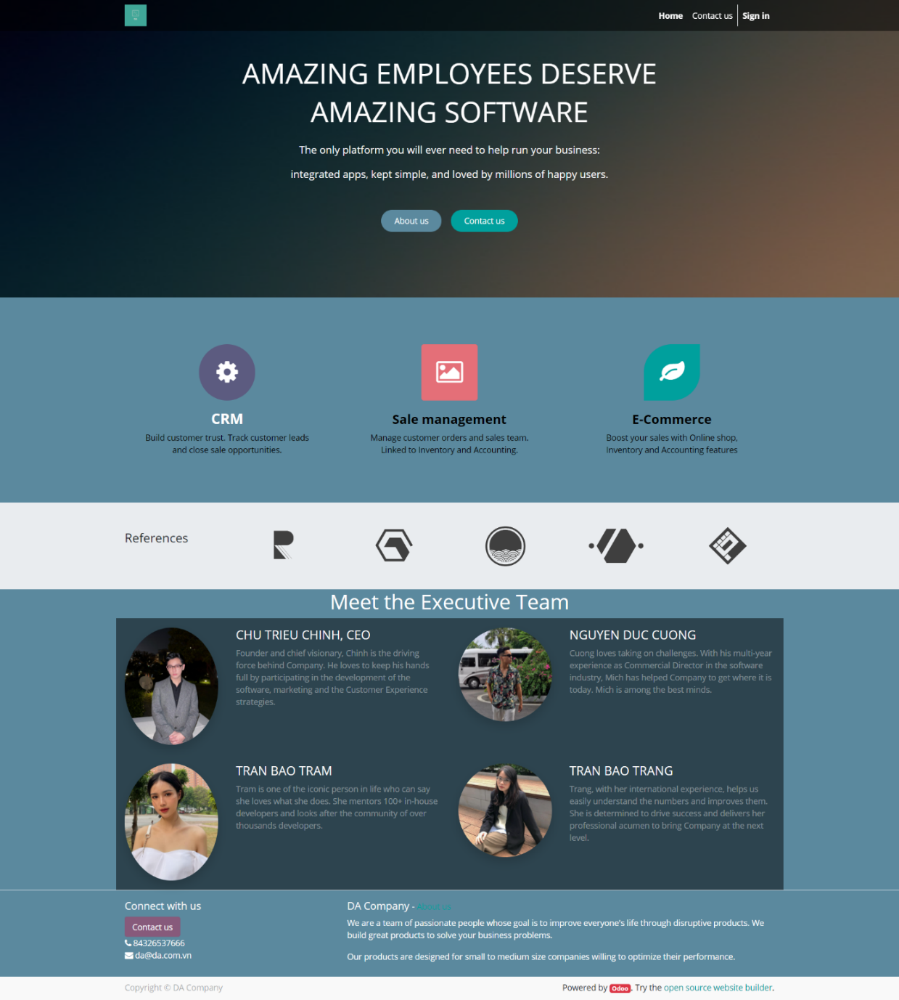 Home Contact us Sign in
AMAZING EMPLOYEES DESERVE
AMAZING SOFTWARE
The only platform you will ever need to help run your business:
integrated apps, kept simple, and loved by millions of happy users.
About us Contact us
CRM
Build customer trust. Track customer leads
and close sale opportunities.
Sale management
Manage customer orders and sales team.
Linked to Inventory and Accounting.
E-Commerce
Boost your sales with Online shop,
Inventory and Accounting features
References
Meet the Executive Team
CHU TRIEU CHINH, CEO
Founder and chief visionary, Chinh is the driving
force behind Company. He loves to keep his hands
full by participating in the development of the
software, marketing and the Customer Experience
strategies.
NGUYEN DUC CUONG
Cuong loves taking on challenges. With his multi-year
experience as Commercial Director in the software
industry, Mich has helped Company to get where it is
today. Mich is among the best minds.
TRAN BAO TRAM
Tram is one of the iconic person in life who can say
she loves what she does. She mentors 100+ in-house
developers and looks after the community of over
thousands developers.
TRAN BAO TRANG
Trang, with her international experience, helps us
easily understand the numbers and improves them.
She is determined to drive success and delivers her
professional acumen to bring Company at the next
level.
Connect with us
Contact us
84326537666
da@da.com.vn
DA Company - About us
We are a team of passionate people whose goal is to improve everyone's life through disruptive products. We
build great products to solve your business problems.
Our products are designed for small to medium size companies willing to optimize their performance.
Copyright © DA Company
Powered by Odoo. Try the open source website builder.